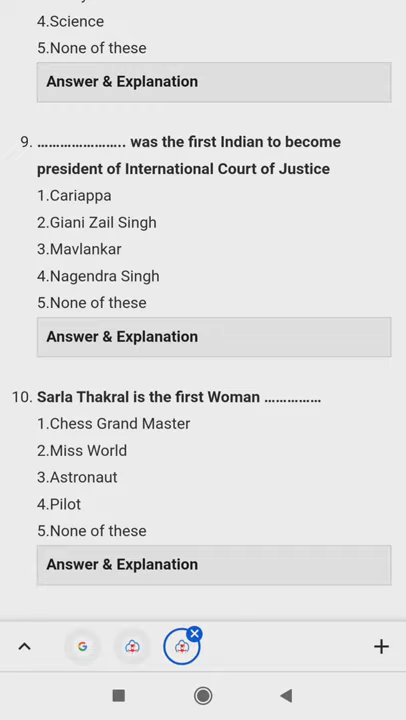 4.Science
5.None of these
Answer & Explanation
9. ………………….. was the first Indian to become
president of International Court of Justice
1.Cariappa
2.Giani Zail Singh
3.Mavlankar
4.Nagendra Singh
5.None of these
Answer & Explanation
10. Sarla Thakral is the first Woman ……………
1.Chess Grand Master
2.Miss World
3.Astronaut
4.Pilot
5.None of these
Answer & Explanation